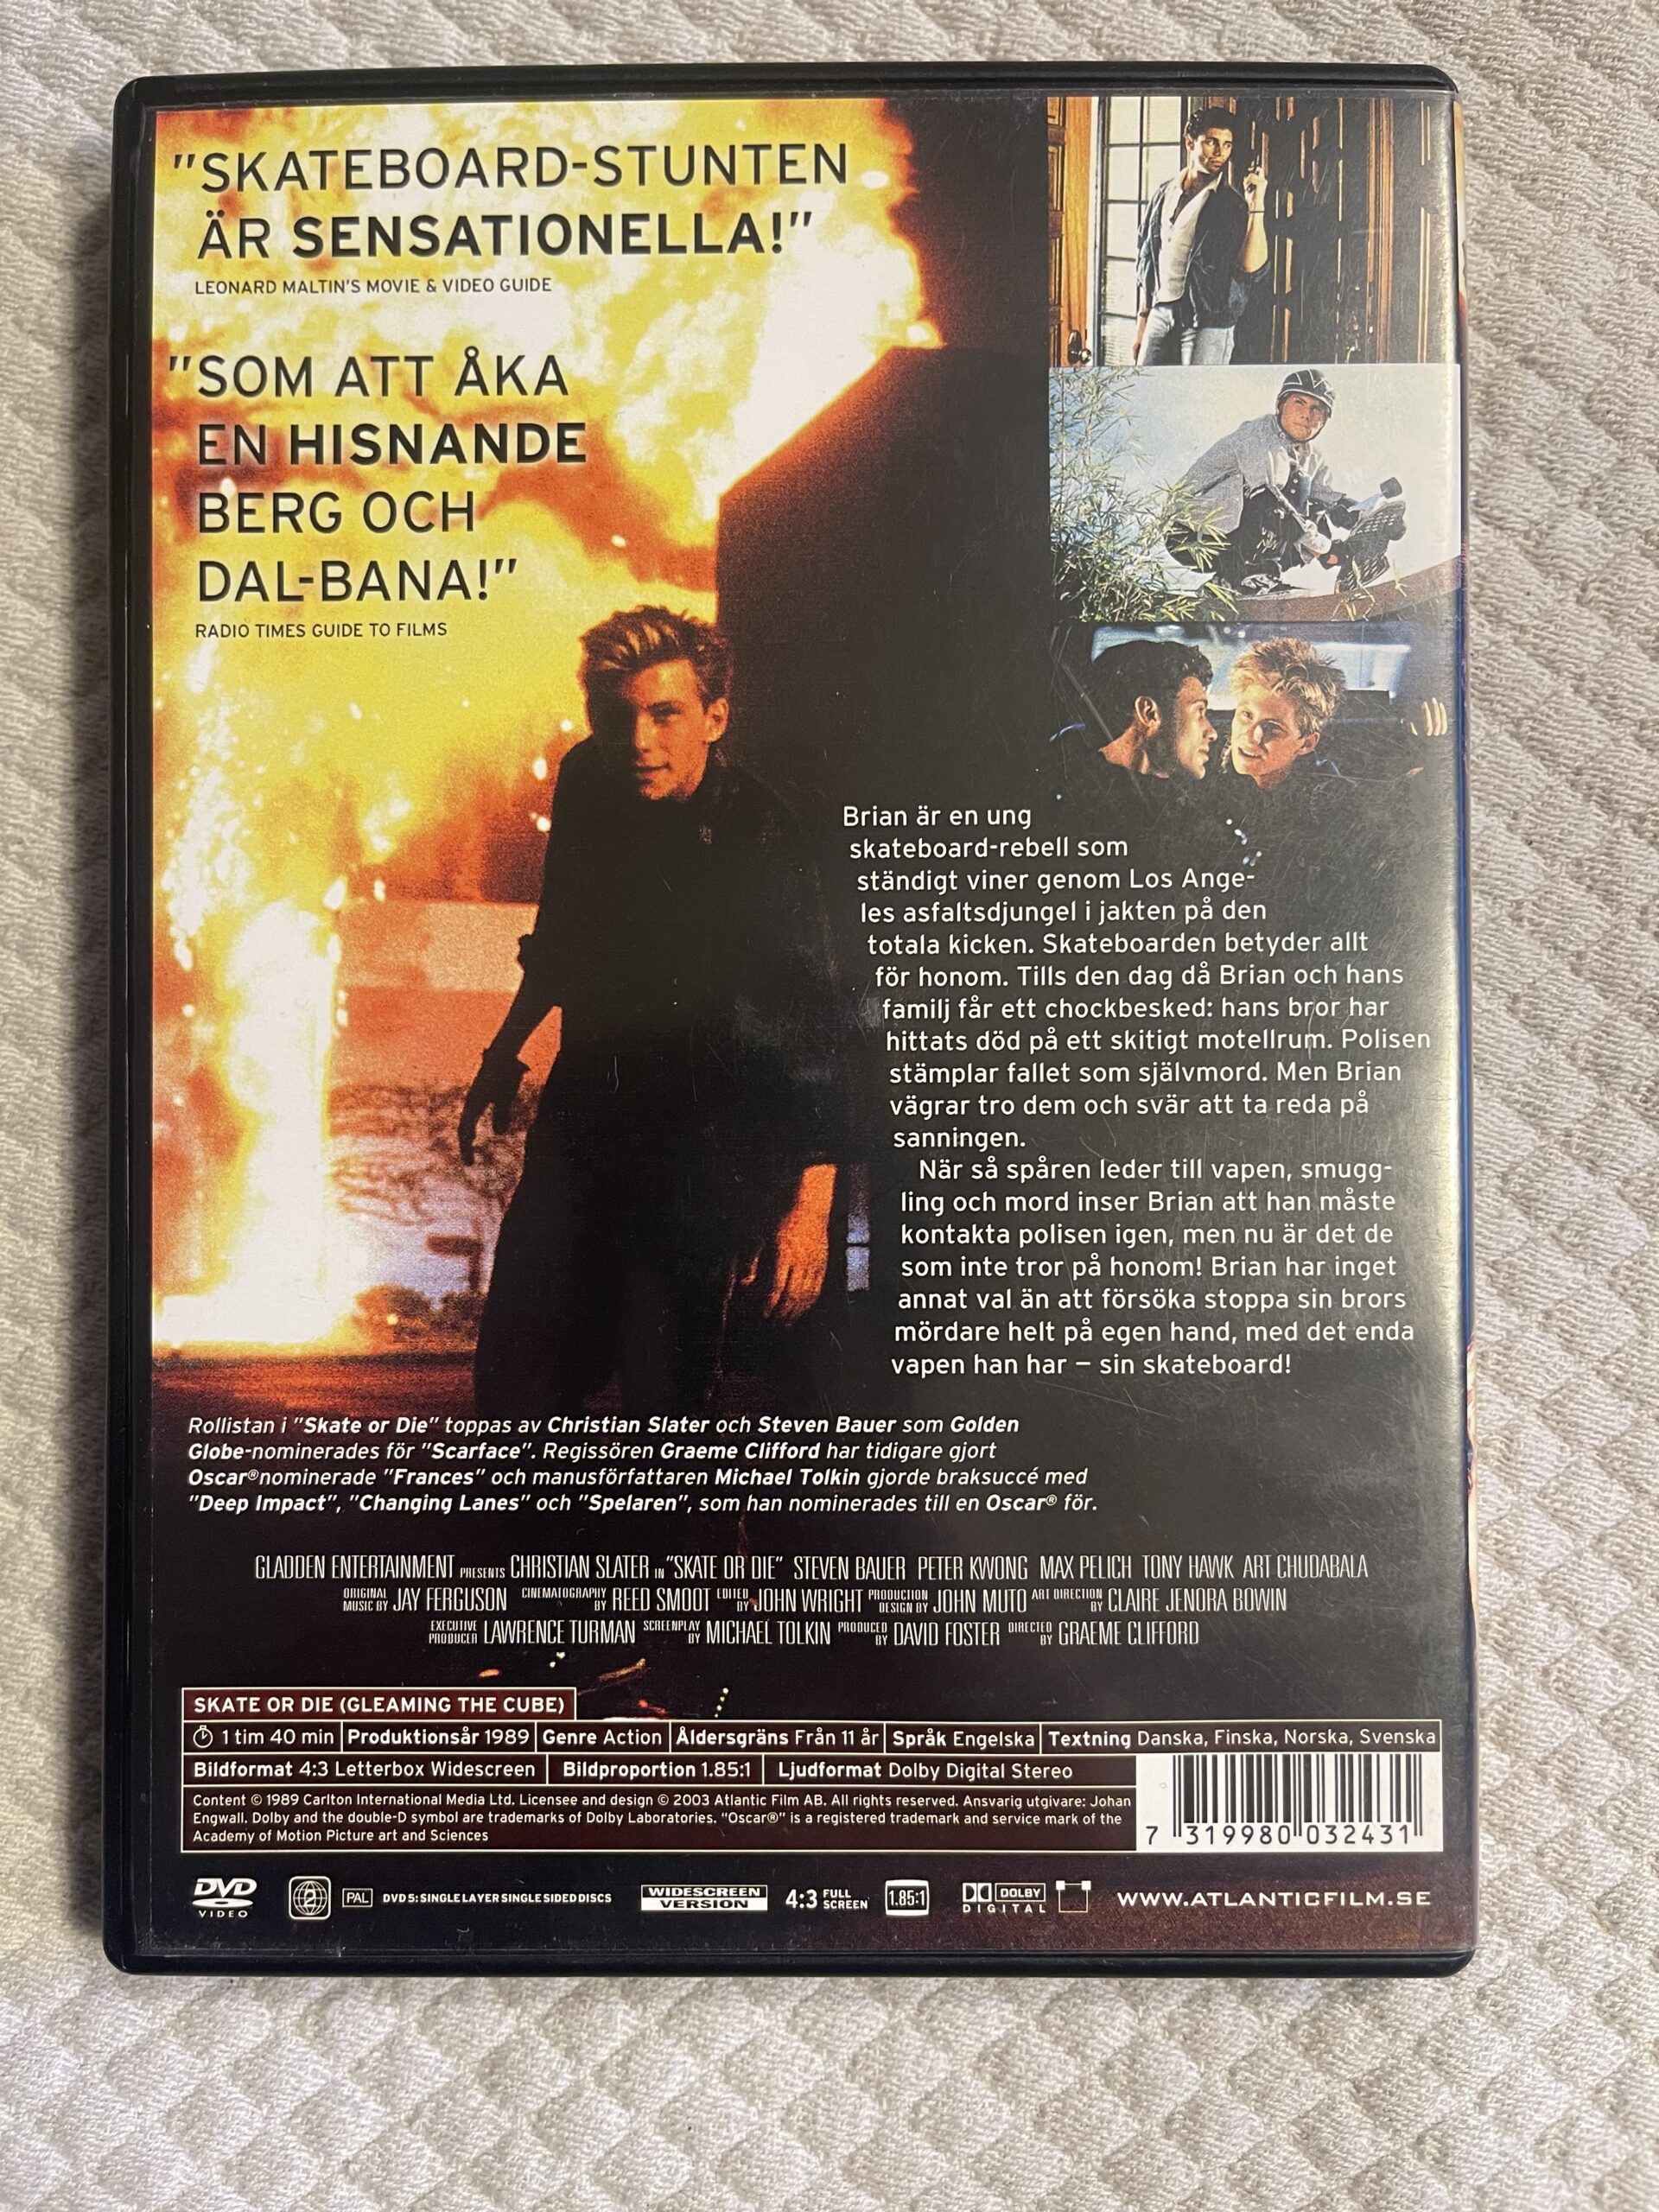 "SKATEBOARD-STUNTEN
ÄR SENSATIONELLA!"
LEONARD MALTIN'S MOVIE & VIDEO GUIDE
"SOM ATT ÅKA
EN HISNANDE
BERG OCH
DAL-BANA!"
RADIO TIMES GUIDE TO FILMS
Brian är en ung
skateboard-rebell som
ständigt viner genom Los Ange-
les asfaltsdjungel i jakten på den
totala kicken. Skateboarden betyder allt
för honom. Tills den dag då Brian och hans
familj får ett chockbesked: hans bror har
hittats död på ett skitigt motellrum. Polisen
stämplar fallet som självmord. Men Brian
vägrar tro dem och svär att ta reda på
sanningen.
När så spåren leder till vapen, smugg-
ling och mord inser Brian att han måste
kontakta polisen igen, men nu är det de
som inte tror på honom! Brian har inget
annat val än att försöka stoppa sin brors
mördare helt på egen hand, med det enda
vapen han har – sin skateboard!
Rollistan i "Skate or Die" toppas av Christian Slater och Steven Bauer som Golden
Globe-nominerades för "Scarface". Regissören Graeme Clifford har tidigare gjort
Oscar®nominerade "Frances" och manusförfattaren Michael Tolkin gjorde braksuccé med
"Deep Impact", "Changing Lanes" och "Spelaren", som han nominerades till en Oscar® för.
GLADDEN ENTERTAINMENT PRESENTS CHRISTIAN SLATER IN "SKATE OR DIE" STEVEN BAUER PETER KWONG MAX PELICH TONY HAWK ART CHUDABALA
ORIGINAL MUSIC BY JAY FERGUSON CINEMATOGRAPHY BY REED SMOOT EDITED BY JOHN WRIGHT PRODUCTION DESIGN BY JOHN MUTO ART DIRECTION BY CLAIRE JENORA BOWIN
EXECUTIVE PRODUCER LAWRENCE TURMAN SCREENPLAY BY MICHAEL TOLKIN PRODUCED BY DAVID FOSTER DIRECTED BY GRAEME CLIFFORD
SKATE OR DIE (GLEAMING THE CUBE)
1 tim 40 min Produktionsår 1989 Genre Action Åldersgräns Från 11 år Språk Engelska Textning Danska, Finska, Norska, Svenska
Bildformat 4:3 Letterbox Widescreen Bildproportion 1.85:1 Ljudformat Dolby Digital Stereo
Content © 1989 Carlton International Media Ltd. Licensee and design © 2003 Atlantic Film AB. All rights reserved. Ansvarig utgivare: Johan
Engwall. Dolby and the double-D symbol are trademarks of Dolby Laboratories. "Oscar®" is a registered trademark and service mark of the
Academy of Motion Picture art and Sciences
7 319980 032431
DVD VIDEO 2 PAL DVD 5: SINGLE LAYER SINGLE SIDED DISCS WIDESCREEN VERSION 4:3 FULL SCREEN 1.85:1 DOLBY DIGITAL WWW.ATLANTICFILM.SE